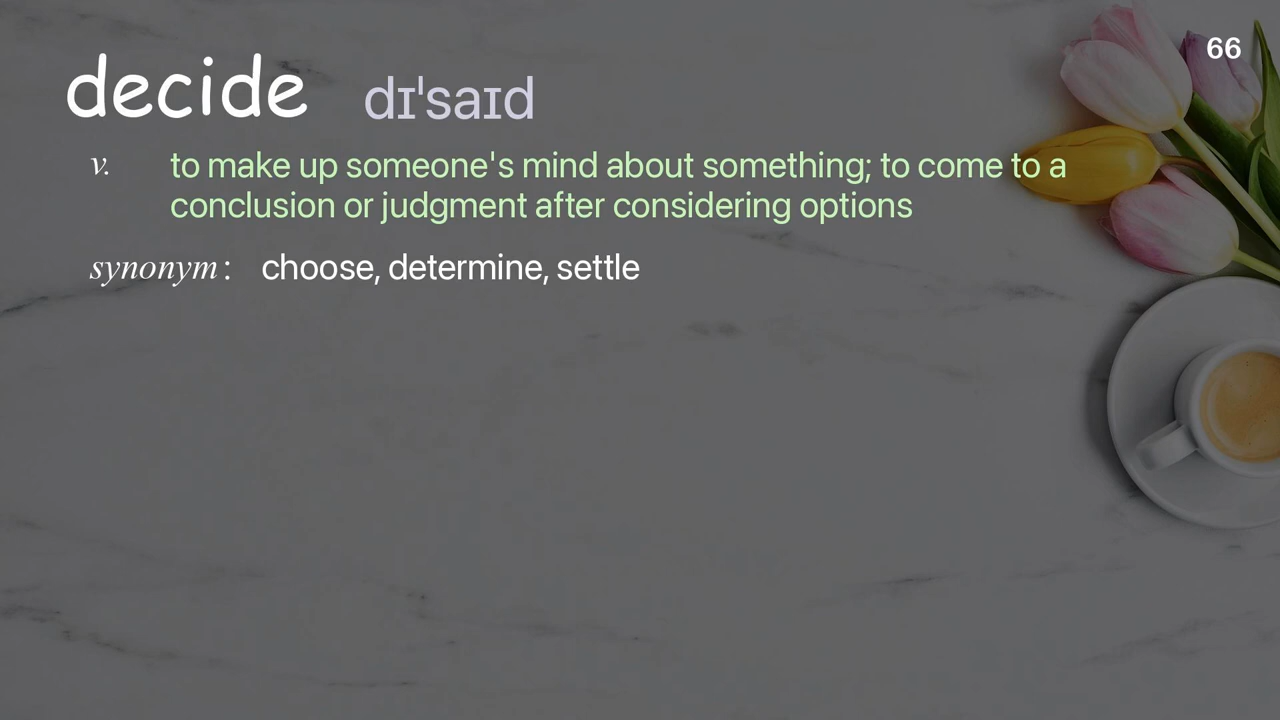 66
decide dɪˈsaɪd
v. to make up someone's mind about something; to come to a
conclusion or judgment after considering options
synonym: choose, determine, settle